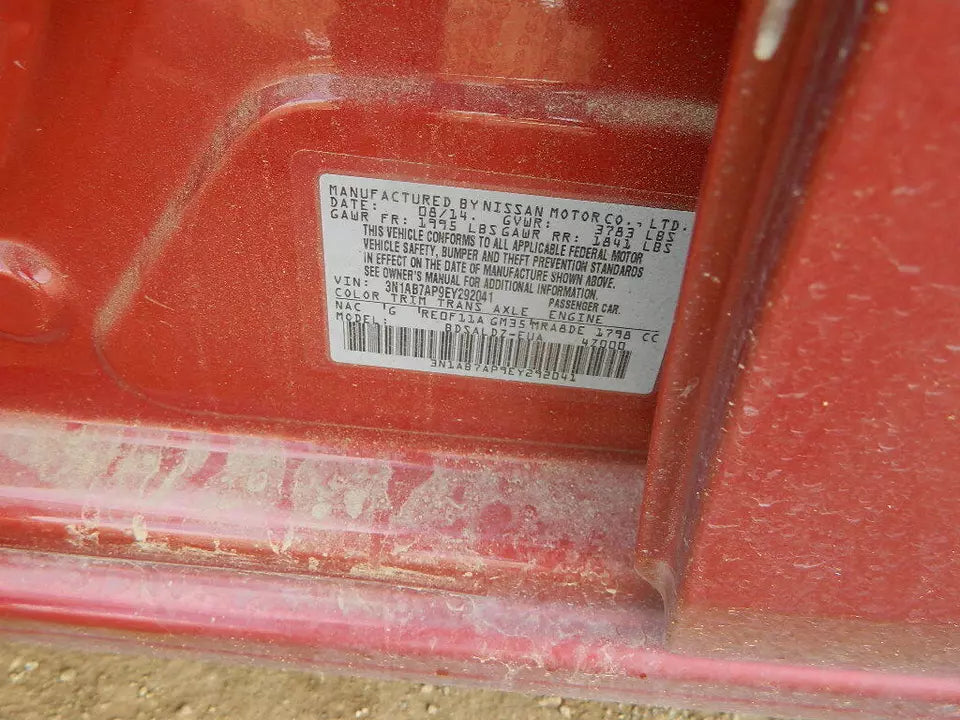 MANUFACTURED BY NISSAN MOTOR CO., LTD.
DATE: 08/14. GVWR: 3783 LBS
GAWR FR: 1995 LBS GAWR RR: 1841 LBS
THIS VEHICLE CONFORMS TO ALL APPLICABLE FEDERAL MOTOR
VEHICLE SAFETY, BUMPER AND THEFT PREVENTION STANDARDS
IN EFFECT ON THE DATE OF MANUFACTURE SHOWN ABOVE.
SEE OWNER'S MANUAL FOR ADDITIONAL INFORMATION.
VIN: 3N1AB7AP9EY292041 PASSENGER CAR.
COLOR TRIM TRANS AXLE ENGINE
NAC G RE0F11A GM35 MRA8DE 1798 CC
MODEL: BDSALDZ-EUA 47000
3N1AB7AP9EY292041